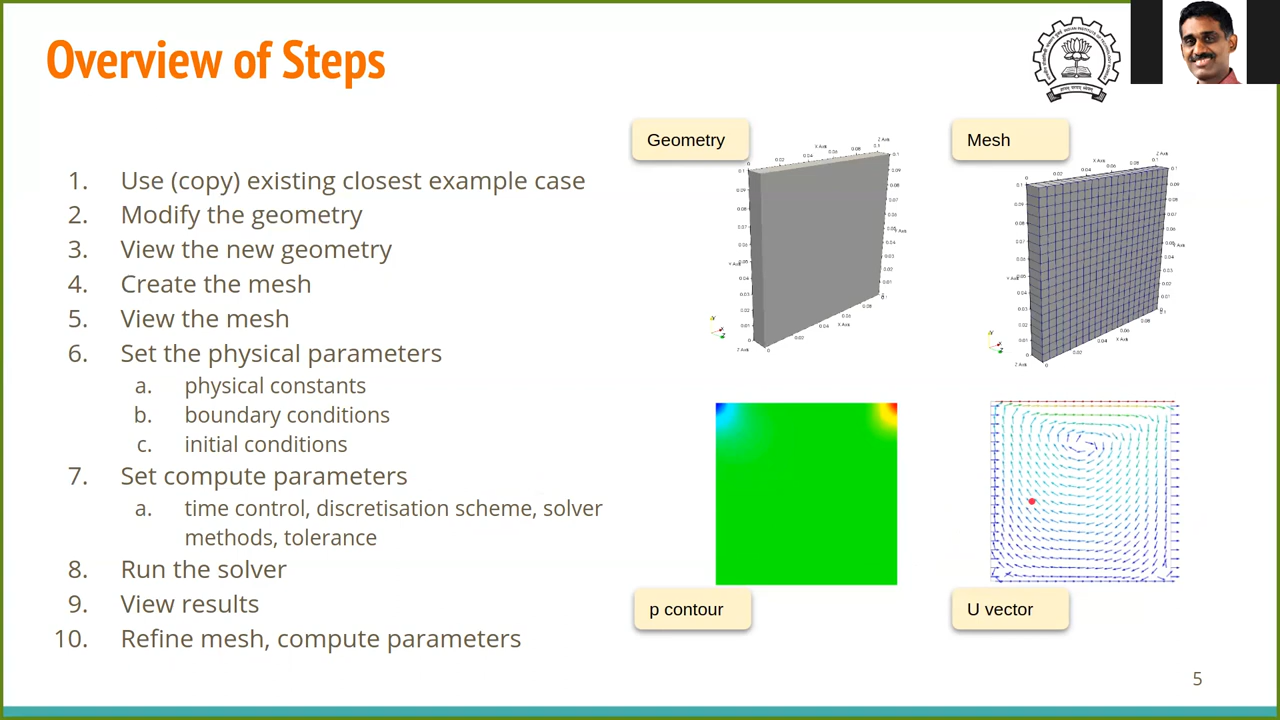 Overview of Steps
1. Use (copy) existing closest example case
2. Modify the geometry
3. View the new geometry
4. Create the mesh
5. View the mesh
6. Set the physical parameters
a. physical constants
b. boundary conditions
c. initial conditions
7. Set compute parameters
a. time control, discretisation scheme, solver
methods, tolerance
8. Run the solver
9. View results
10. Refine mesh, compute parameters
Geometry
Mesh
p contour
U vector
5